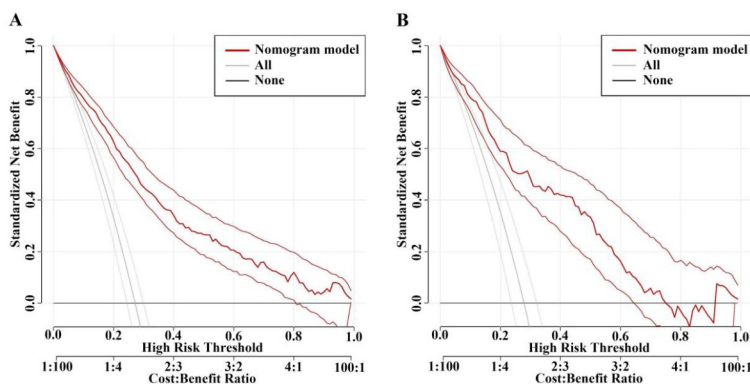 A
Nomogram model
All
None
Standardized Net Benefit
1.0
0.8
0.6
0.4
0.2
0.0
0.0 0.2 0.4 0.6 0.8 1.0
High Risk Threshold
1:100 1:4 2:3 3:2 4:1 100:1
Cost:Benefit Ratio
B
Nomogram model
All
None
Standardized Net Benefit
1.0
0.8
0.6
0.4
0.2
0.0
0.0 0.2 0.4 0.6 0.8 1.0
High Risk Threshold
1:100 1:4 2:3 3:2 4:1 100:1
Cost:Benefit Ratio